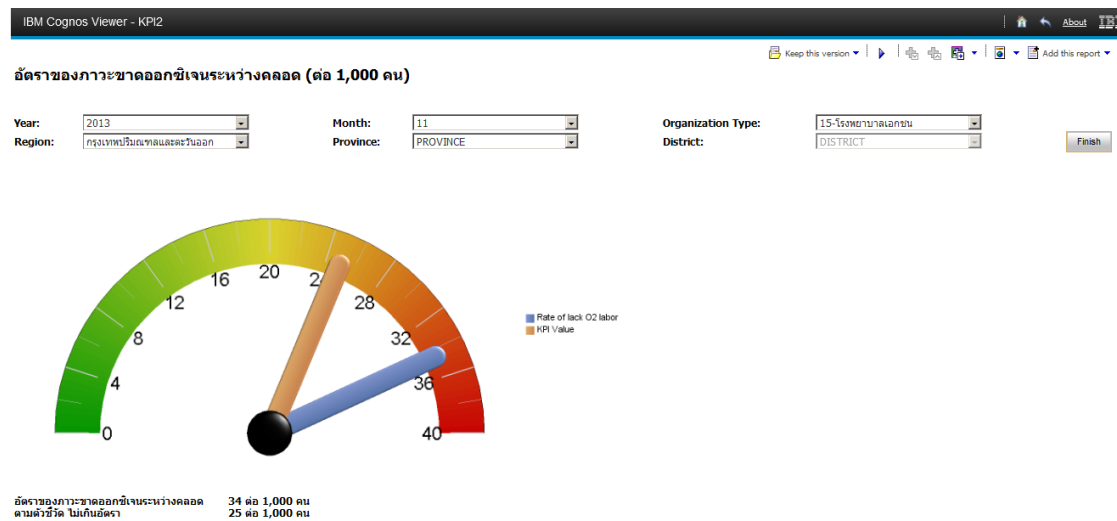 IBM Cognos Viewer - KPI2
About IBM
Keep this version
Add this report
อัตราของภาวะขาดออกซิเจนระหว่างคลอด (ต่อ 1,000 คน)
Year: 2013 Month: 11 Organization Type: 15-โรงพยาบาลเอกชน
Region: กรุงเทพปริมณฑลและตะวันออก Province: PROVINCE District: DISTRICT Finish
0
4
8
12
16
20
28
32
36
40
Rate of lack O2 labor
KPI Value
อัตราของภาวะขาดออกซิเจนระหว่างคลอด 34 ต่อ 1,000 คน
ตามตัวชี้วัด ไม่เกินอัตรา 25 ต่อ 1,000 คน